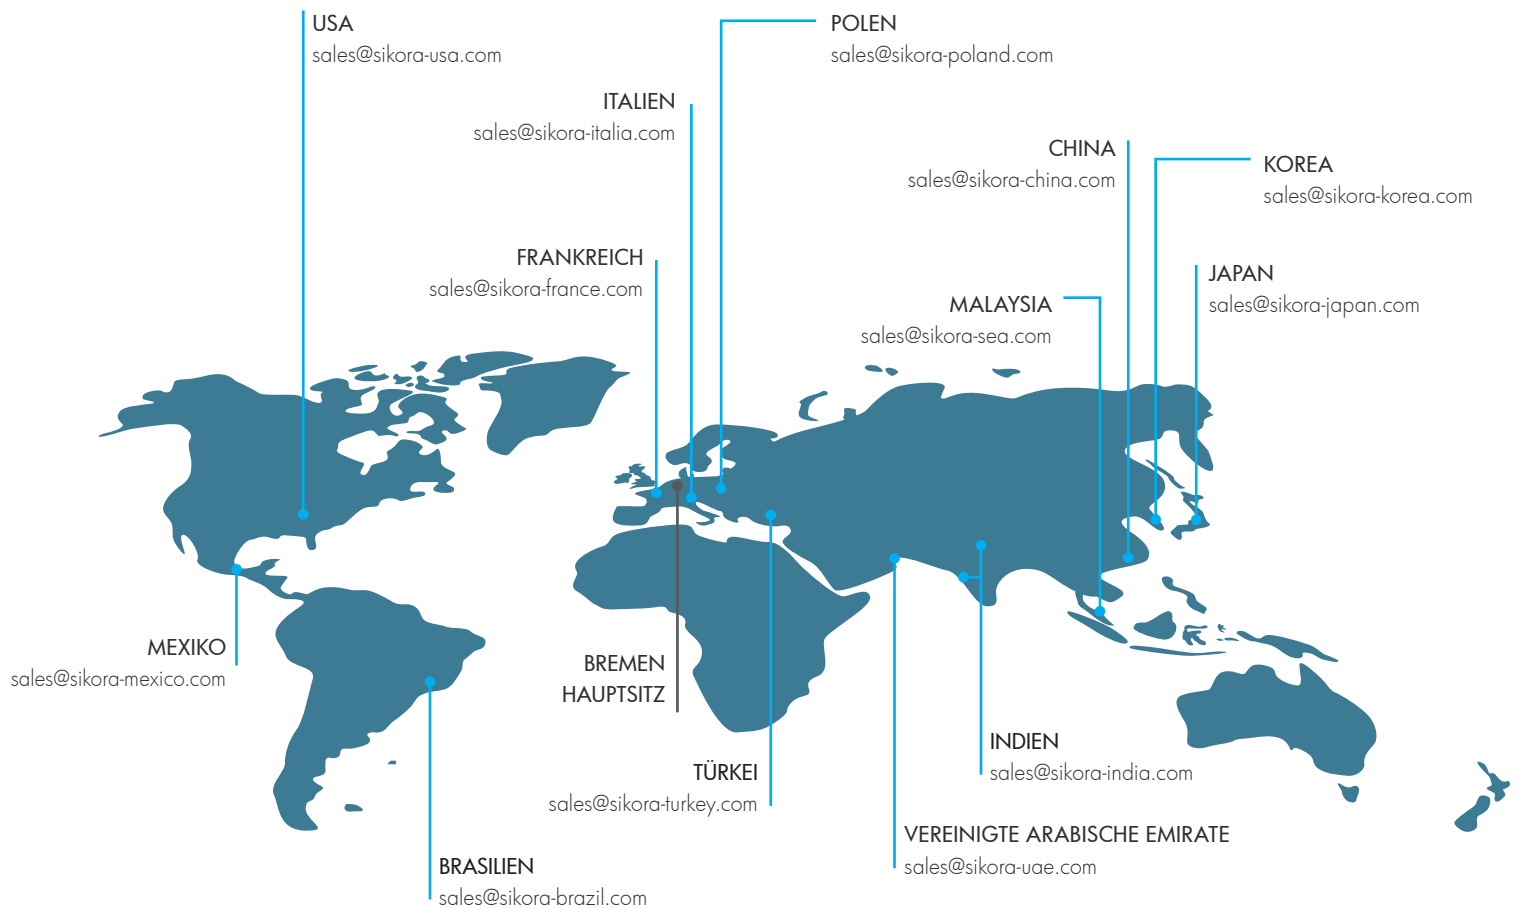 USA
sales@sikora-usa.com
POLEN
sales@sikora-poland.com
ITALIEN
sales@sikora-italia.com
CHINA
sales@sikora-china.com
KOREA
sales@sikora-korea.com
FRANKREICH
sales@sikora-france.com
JAPAN
sales@sikora-japan.com
MALAYSIA
sales@sikora-sea.com
MEXIKO
sales@sikora-mexico.com
BREMEN
HAUPTSITZ
INDIEN
sales@sikora-india.com
TÜRKEI
sales@sikora-turkey.com
VEREINIGTE ARABISCHE EMIRATE
sales@sikora-uae.com
BRASILIEN
sales@sikora-brazil.com